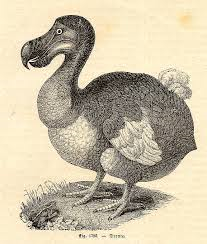 Fig. — Dronte.